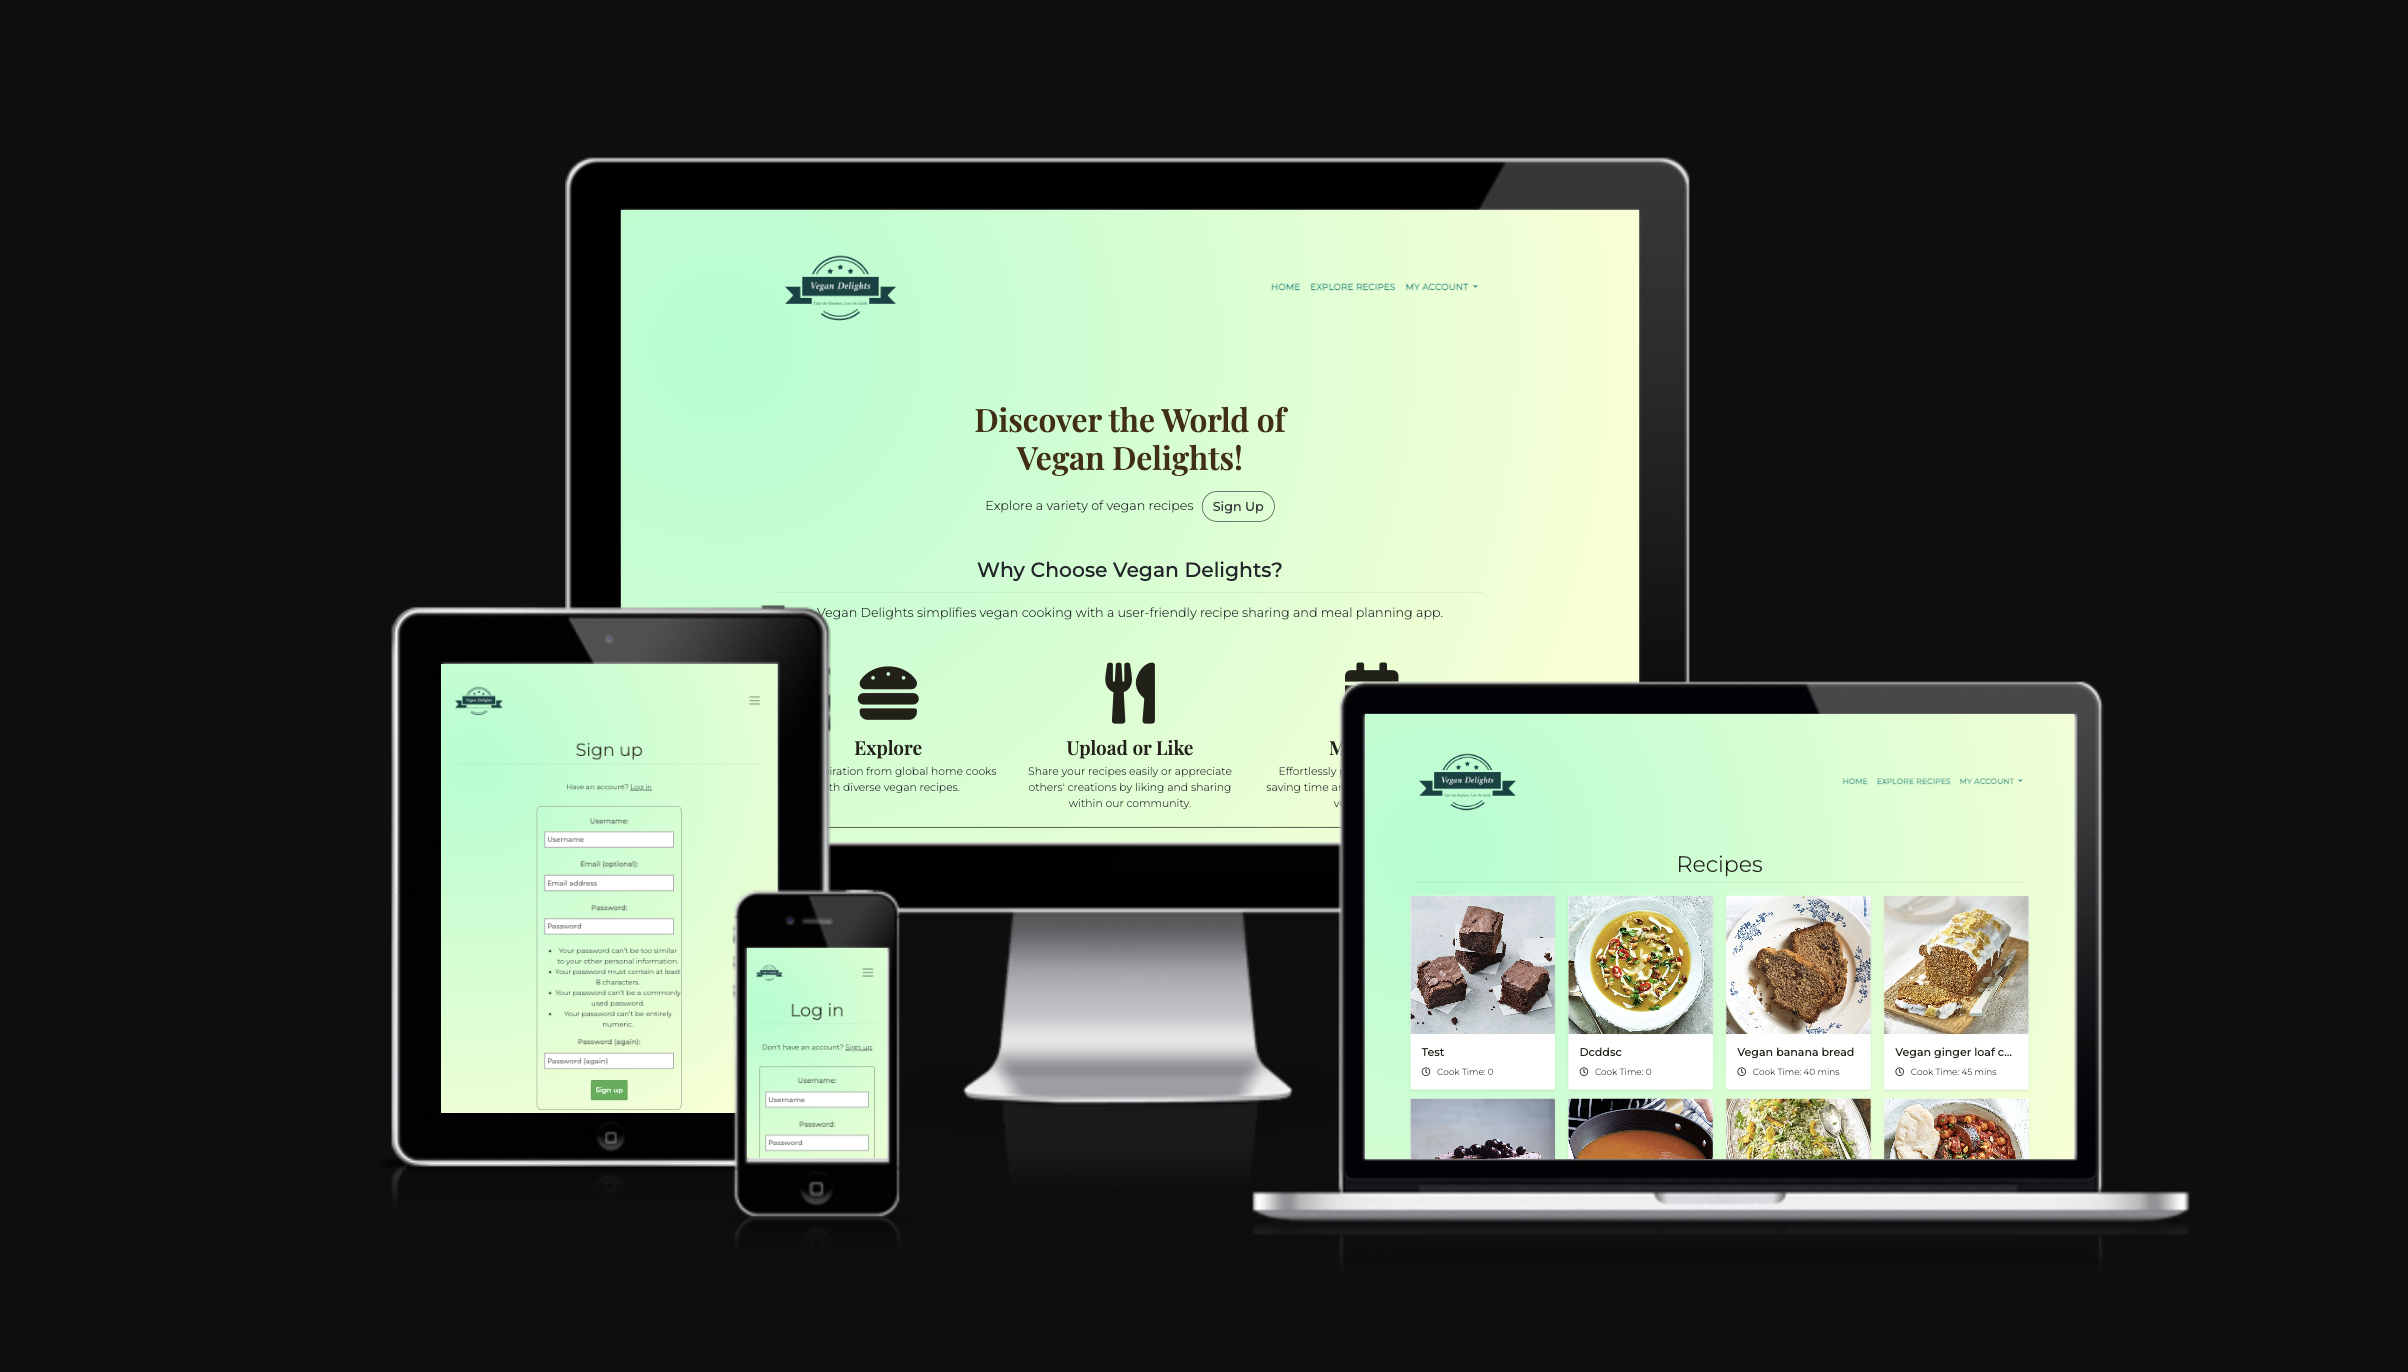 Vegan Delights
HOME EXPLORE RECIPES MY ACCOUNT
Discover the World of
Vegan Delights!
Explore a variety of vegan recipes Sign Up
Why Choose Vegan Delights?
Vegan Delights simplifies vegan cooking with a user-friendly recipe sharing and meal planning app.
Explore
from global home cooks
diverse vegan recipes.
Upload or Like
Share your recipes easily or appreciate
others' creations by liking and sharing
within our community.
Effortlessly
saving time
Vegan Delights
Sign up
Have an account? Log in
Username:
Username
Email (optional):
Email address
Password:
Password
• Your password can't be too similar
to your other personal information.
• Your password must contain at least
8 characters.
• Your password can't be a commonly
used password.
• Your password can't be entirely
numeric.
Password (again):
Password (again)
Sign up
Log in
Don't have an account? Sign up
Username:
Username
Password:
Password
Vegan Delights
HOME EXPLORE RECIPES MY ACCOUNT
Recipes
Test
Cook Time: 0
Dcddsc
Cook Time: 0
Vegan banana bread
Cook Time: 40 mins
Vegan ginger loaf c...
Cook Time: 45 mins